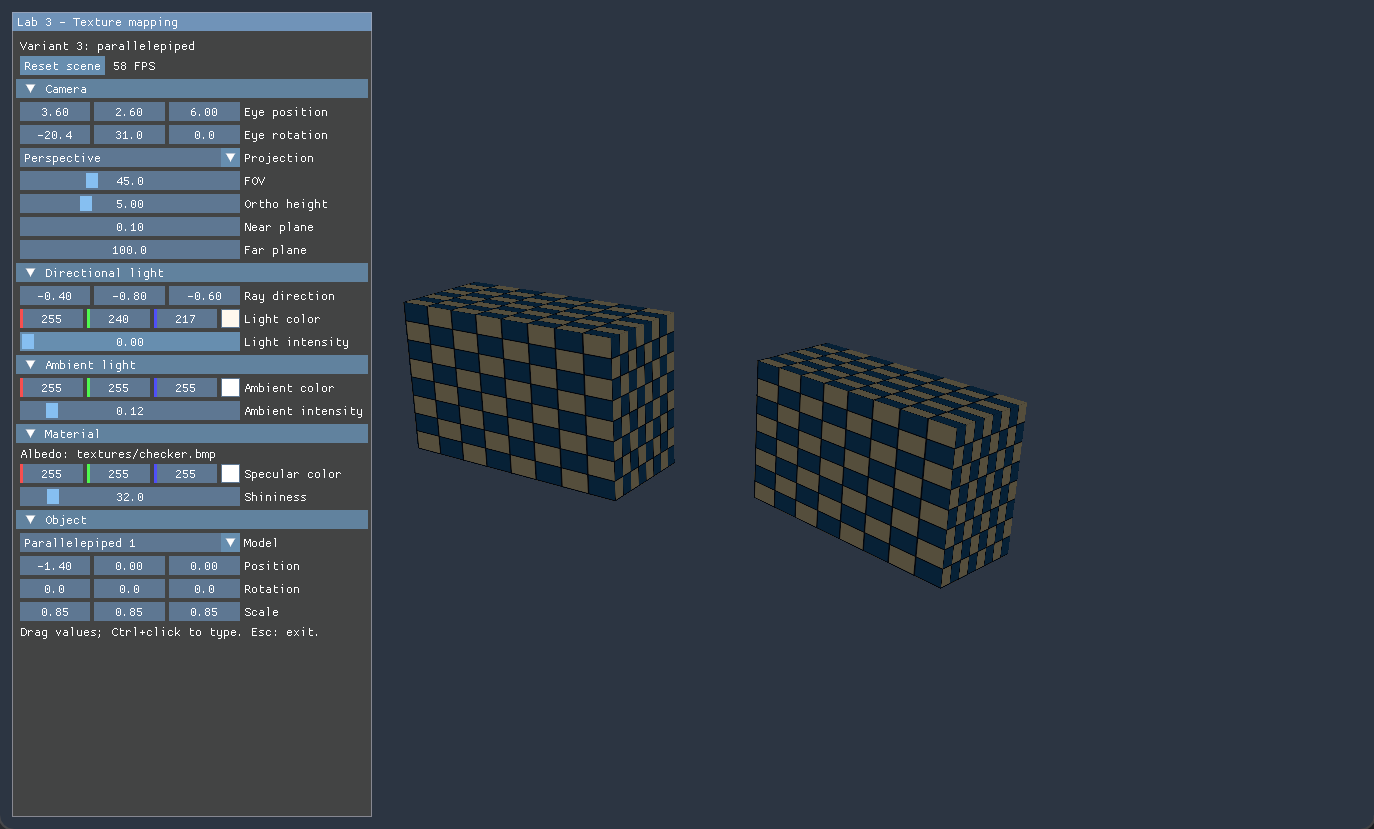 Lab 3 - Texture mapping
Variant 3: parallelepiped
Reset scene 58 FPS
Camera
3.60 2.60 6.00 Eye position
-20.4 31.0 0.0 Eye rotation
Perspective Projection
45.0 FOV
5.00 Ortho height
0.10 Near plane
100.0 Far plane
Directional light
-0.40 -0.80 -0.60 Ray direction
255 240 217 Light color
0.00 Light intensity
Ambient light
255 255 255 Ambient color
0.12 Ambient intensity
Material
Albedo: textures/checker.bmp
255 255 255 Specular color
32.0 Shininess
Object
Parallelepiped 1 Model
-1.40 0.00 0.00 Position
0.0 0.0 0.0 Rotation
0.85 0.85 0.85 Scale
Drag values; Ctrl+click to type. Esc: exit.